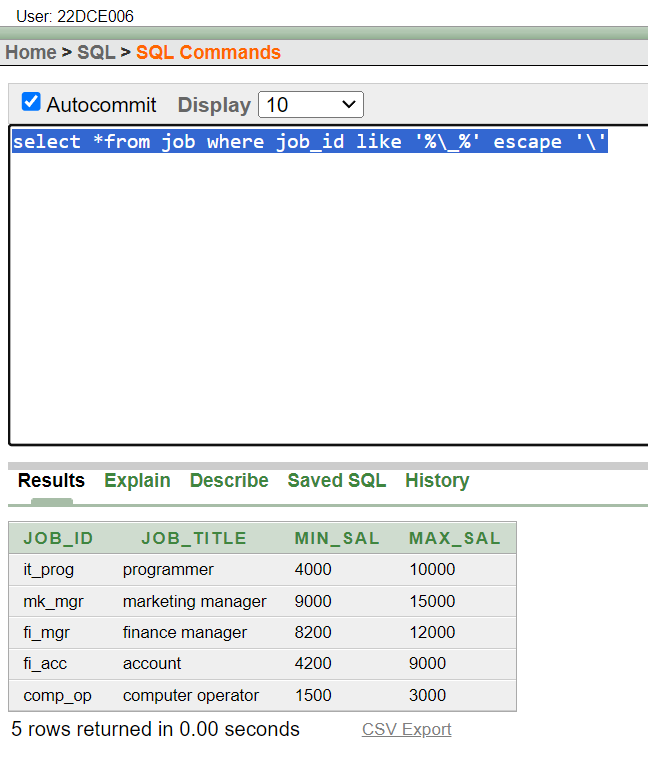 User: 22DCE006
Home > SQL > SQL Commands
Autocommit Display 10
select *from job where job_id like '%\_%' escape '\'
Results Explain Describe Saved SQL History
JOB_ID JOB_TITLE MIN_SAL MAX_SAL
it_prog programmer 4000 10000
mk_mgr marketing manager 9000 15000
fi_mgr finance manager 8200 12000
fi_acc account 4200 9000
comp_op computer operator 1500 3000
5 rows returned in 0.00 seconds CSV Export